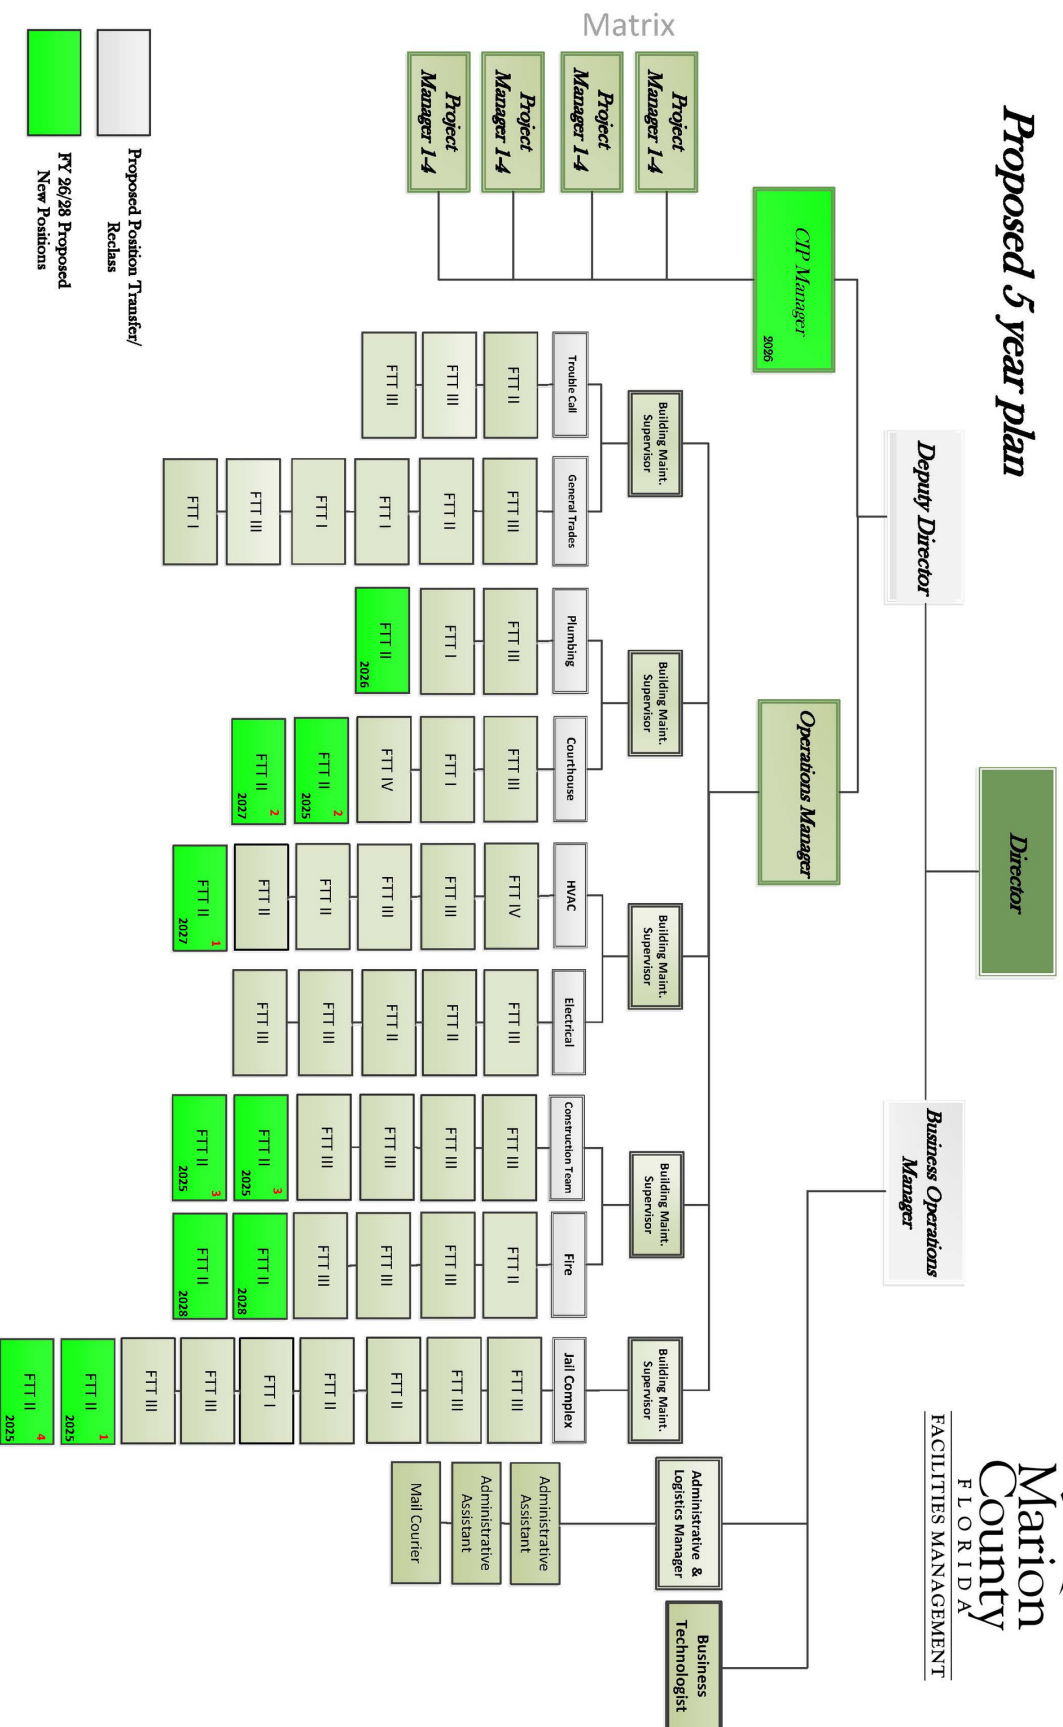 Matrix
Proposed 5 year plan
Marion
County
FLORIDA
FACILITIES MANAGEMENT
Director
Deputy Director
Business Operations
Manager
CIP Manager
2026
Operations Manager
Project
Manager 1-4
Project
Manager 1-4
Project
Manager 1-4
Project
Manager 1-4
Building Maint.
Supervisor
Building Maint.
Supervisor
Building Maint.
Supervisor
Building Maint.
Supervisor
Building Maint.
Supervisor
Administrative &
Logistics Manager
Business
Technologist
Trouble Call
FTT II
FTT III
FTT III
General Trades
FTT III
FTT II
FTT I
FTT I
FTT III
FTT I
Plumbing
FTT III
FTT I
FTT II
2026
Courthouse
FTT III
FTT I
FTT IV
2
FTT II
2025
2
FTT II
2027
HVAC
FTT IV
FTT III
FTT III
FTT II
FTT II
1
FTT II
2027
Electrical
FTT III
FTT II
FTT II
FTT III
FTT III
Construction Team
FTT III
FTT III
FTT III
FTT III
3
FTT II
2025
3
FTT II
2025
Fire
FTT II
FTT III
FTT III
FTT III
FTT II
2028
FTT II
2028
Jail Complex
FTT III
FTT III
FTT II
FTT II
FTT I
FTT III
FTT III
1
FTT II
2025
4
FTT II
2025
Administrative
Assistant
Administrative
Assistant
Mail Courier
Proposed Position Transfer/
Reclass
FY 26/28 Proposed
New Positions